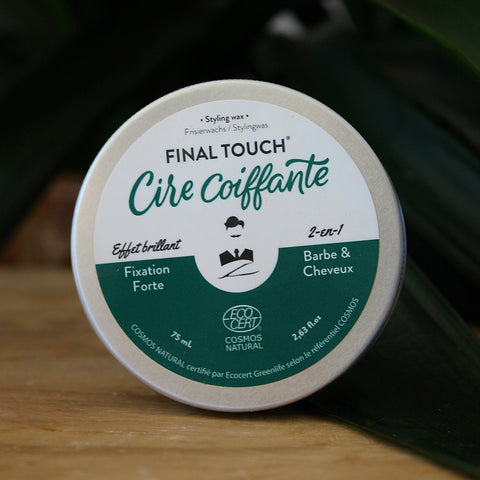 • Styling wax •
Frisierwachs / Stylingwas
FINAL TOUCH®
Cire coiffante
Effet brillant
Fixation
Forte
2-en-1
Barbe &
Cheveux
75 mL
ECO
CERT
COSMOS
NATURAL
2,63 fl.oz
COSMOS NATURAL certifié par Ecocert Greenlife selon le référentiel COSMOS